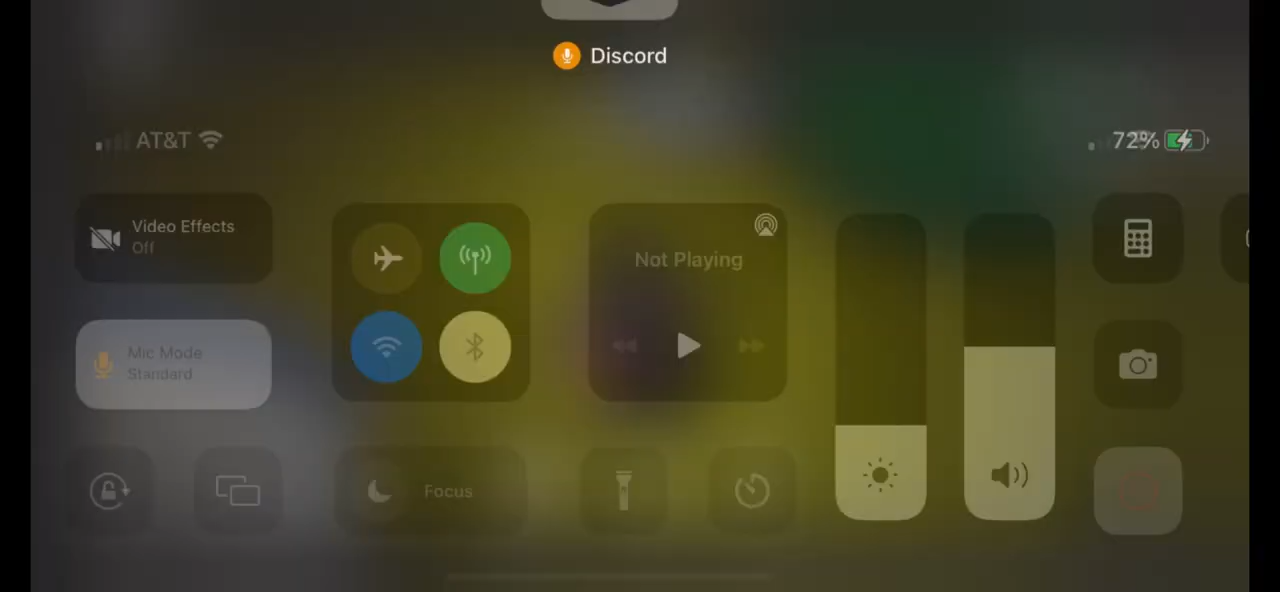 Discord
AT&T
72%
Video Effects
Off
Not Playing
Mic Mode
Standard
Focus